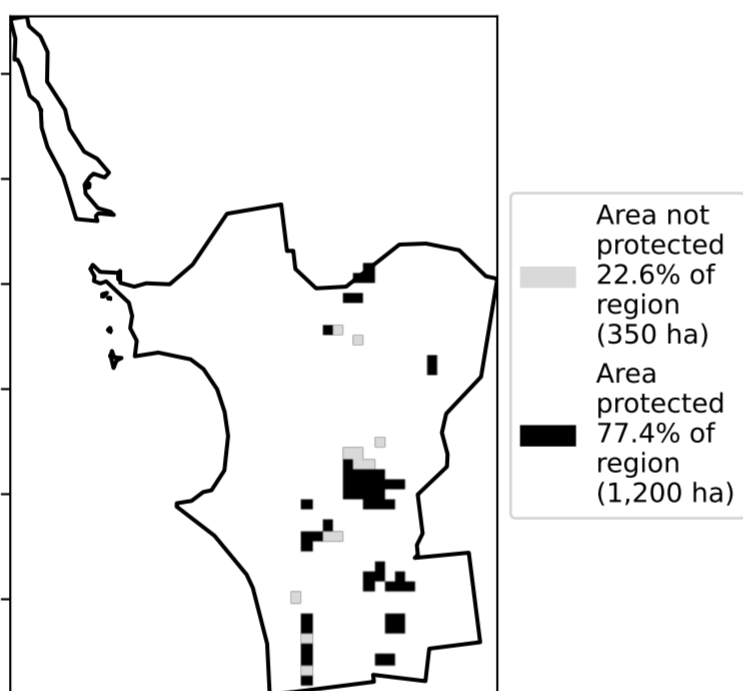 Area not
protected
22.6% of
region
(350 ha)
Area
protected
77.4% of
region
(1,200 ha)